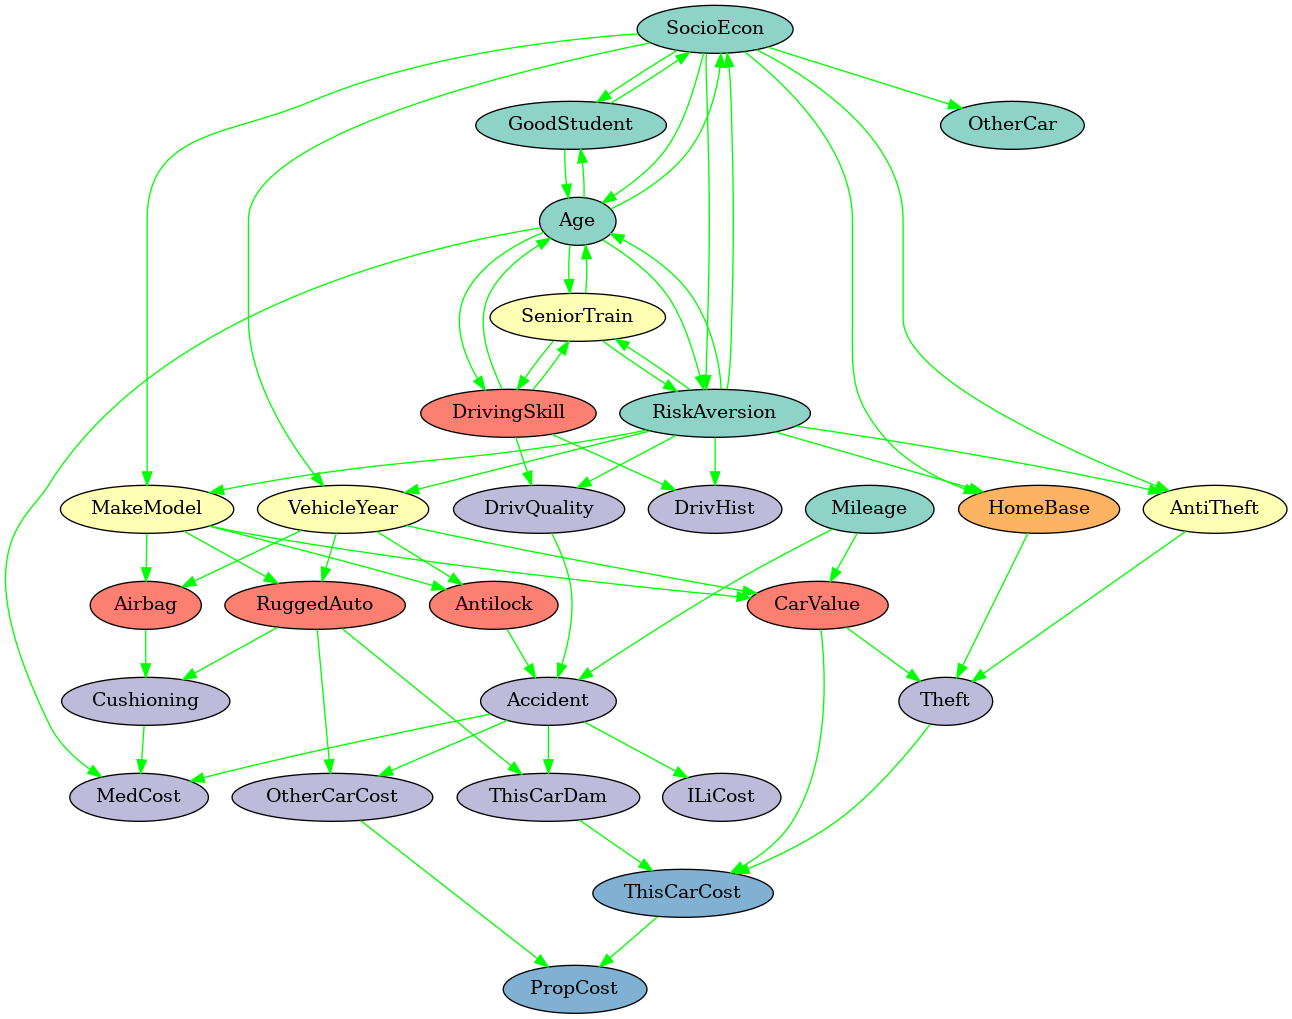 SocioEcon
GoodStudent
OtherCar
Age
SeniorTrain
DrivingSkill
RiskAversion
MakeModel
VehicleYear
DrivQuality
DrivHist
Mileage
HomeBase
AntiTheft
Airbag
RuggedAuto
Antilock
CarValue
Cushioning
Accident
Theft
MedCost
OtherCarCost
ThisCarDam
ILiCost
ThisCarCost
PropCost